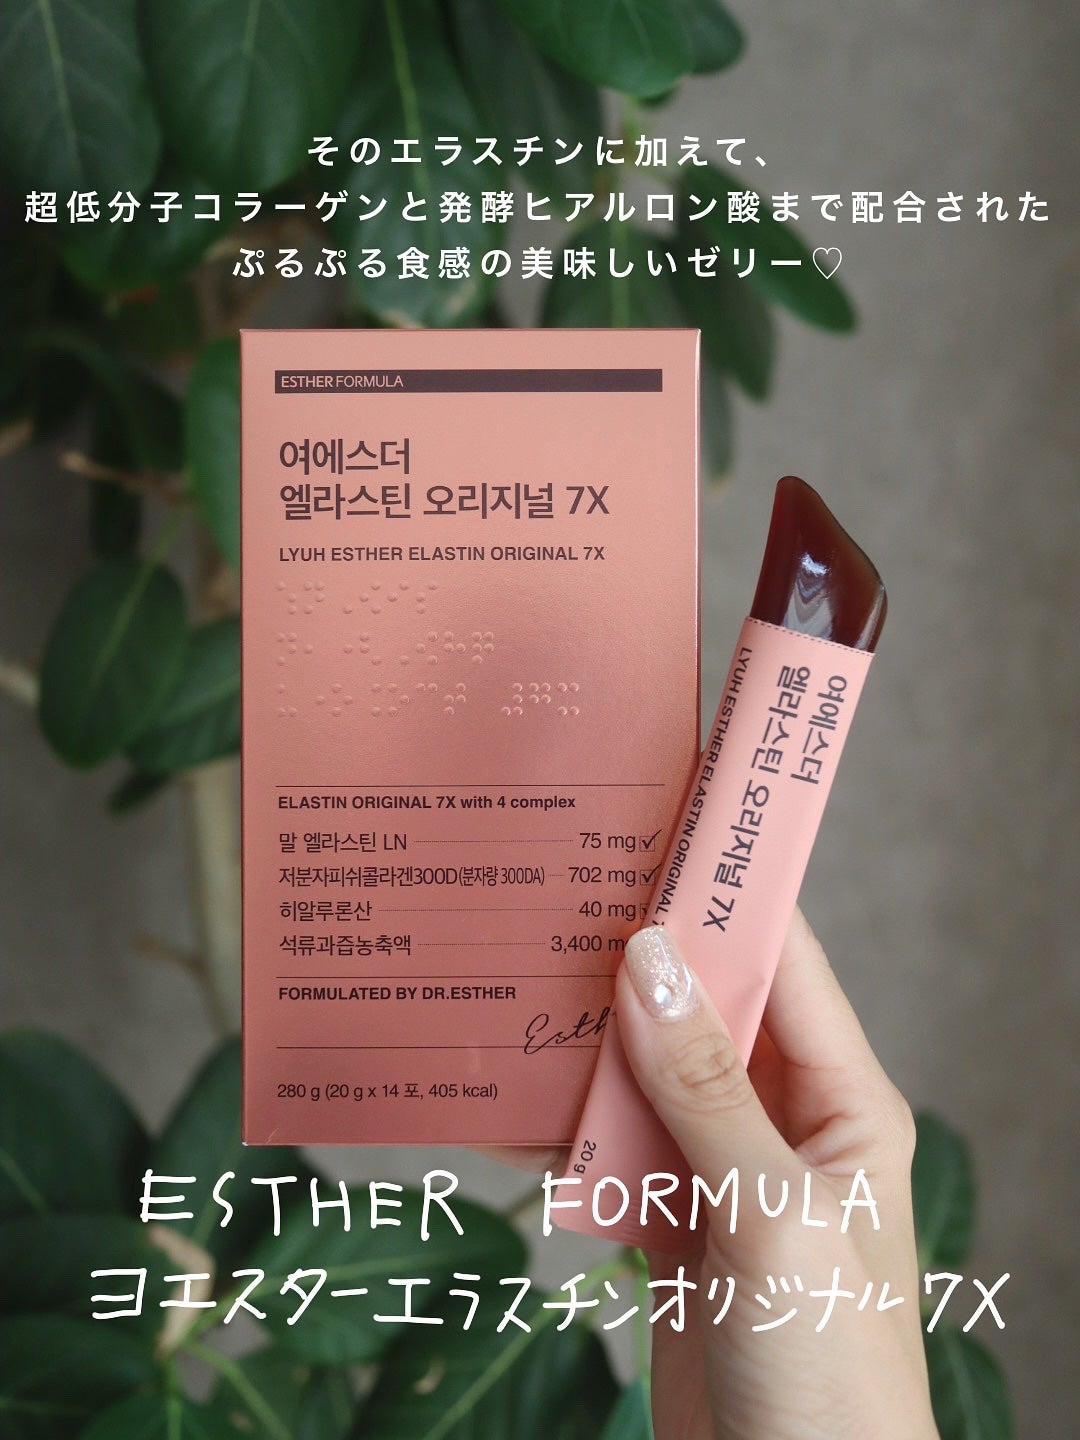 そのエラスチンに加えて、
超低分子コラーゲンと発酵ヒアルロン酸まで配合された
ぷるぷる食感の美味しいゼリー♡
ESTHER FORMULA
여에스더
엘라스틴 오리지널 7X
LYUH ESTHER ELASTIN ORIGINAL 7X
ELASTIN ORIGINAL 7X with 4 complex
말 엘라스틴 LN 75 mg
저분자피쉬콜라겐300D(분자량 300DA) 702 mg
히알루론산 40 mg
석류과즙농축액 3,400
FORMULATED BY DR.ESTHER
280 g (20 g x 14 포, 405 kcal)
여에스더
엘라스틴 오리지널 7X
LYUH ESTHER ELASTIN ORIGINAL
20 g
ESTHER FORMULA
ヨエスターエラスチンオリジナル7X